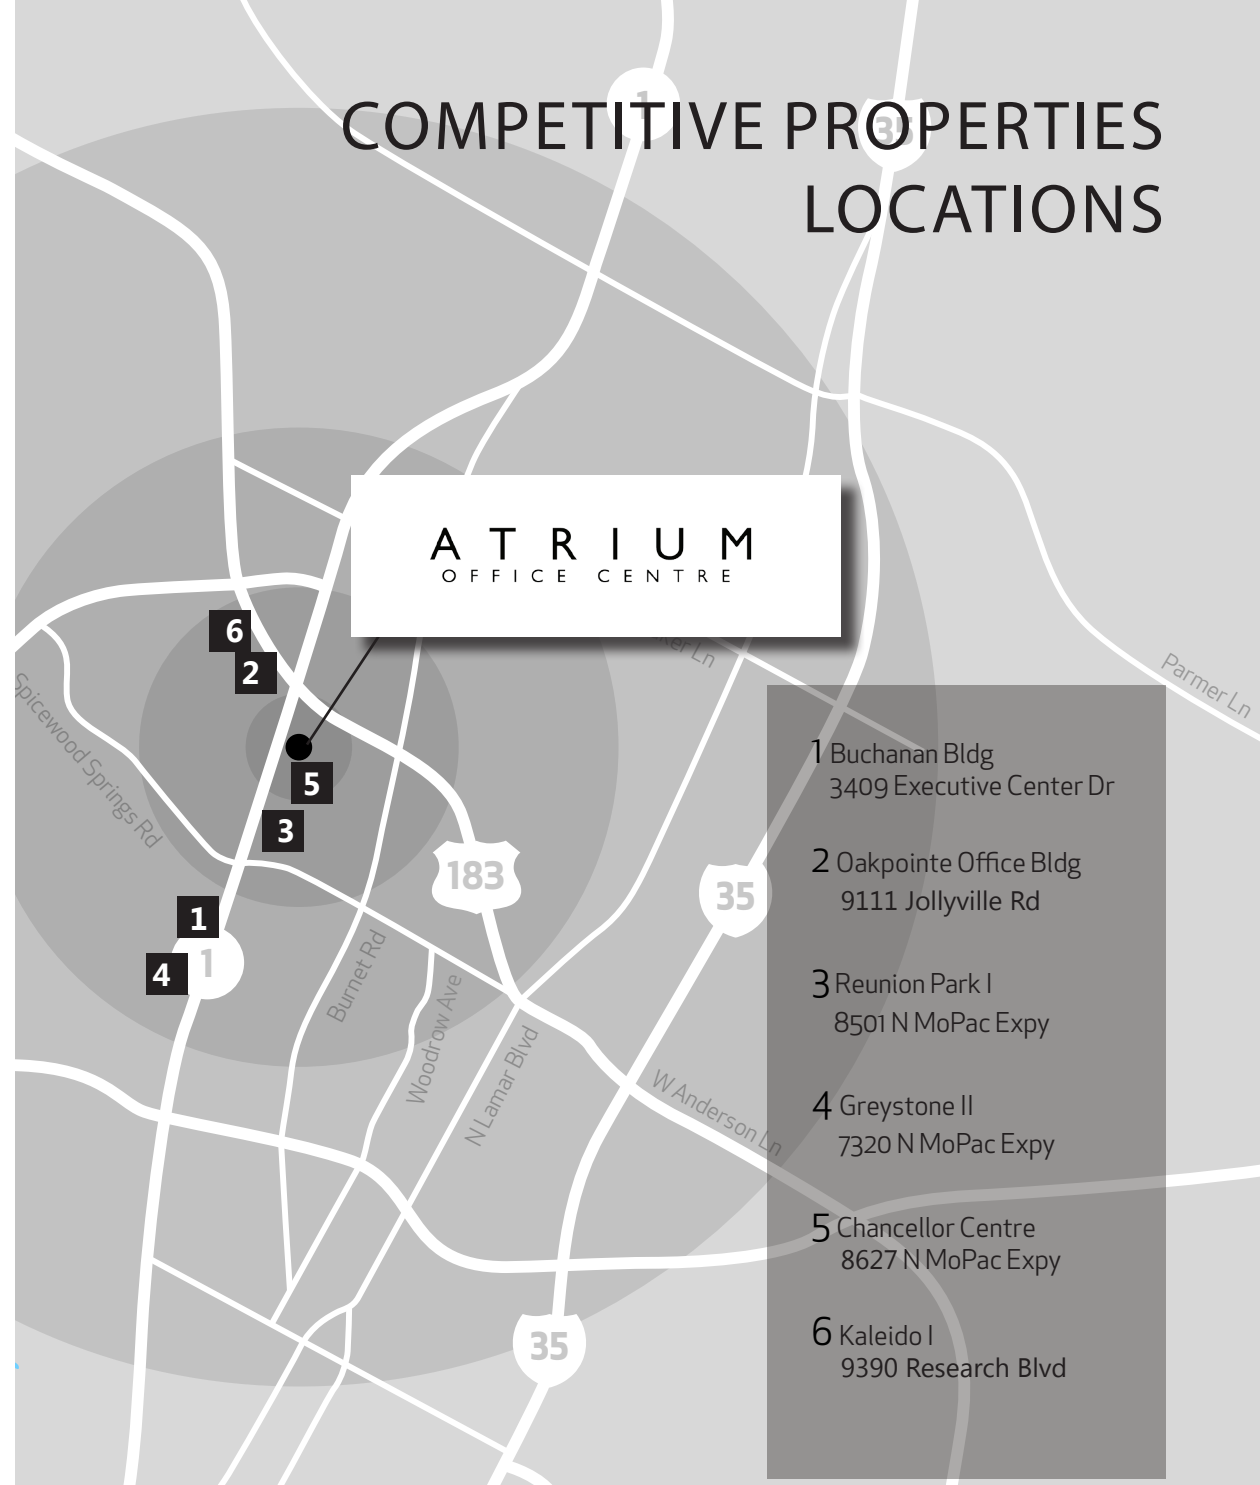 1
35
COMPETITIVE PROPERTIES
LOCATIONS
ATRIUM
OFFICE CENTRE
6
2
Ln
Parmer Ln
Spicewood Springs Rd
5
3
183
35
1
4
1
Burnet Rd
Woodrow Ave
N Lamar Blvd
W Anderson Ln
35
1 Buchanan Bldg
3409 Executive Center Dr
2 Oakpointe Office Bldg
9111 Jollyville Rd
3 Reunion Park I
8501 N MoPac Expy
4 Greystone II
7320 N MoPac Expy
5 Chancellor Centre
8627 N MoPac Expy
6 Kaleido I
9390 Research Blvd